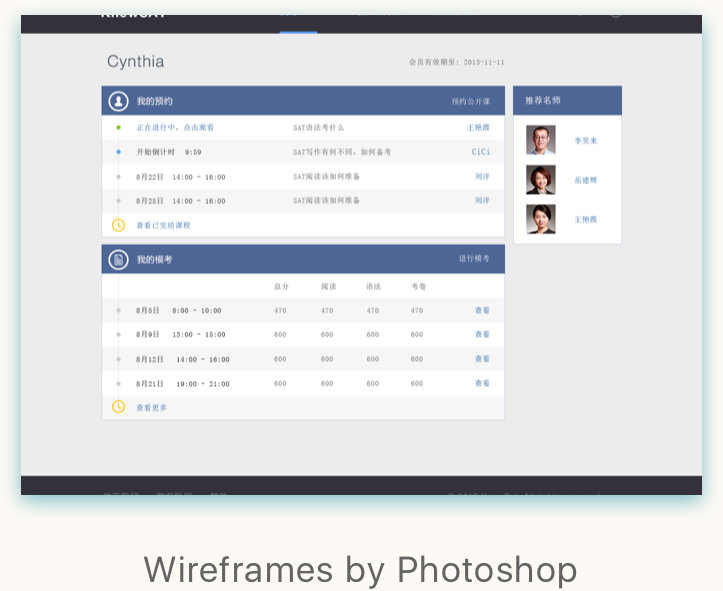 Cynthia
会员有效期至: 2013-11-11
我的预约 预约公开课
正在进行中, 点击观看 SAT语法考什么 王艳霞
开始倒计时 9:59 SAT写作有何不同, 如何备考 CiCi
8月22日 14:00 - 16:00 SAT阅读该如何准备 刘洋
8月25日 14:00 - 16:00 SAT阅读该如何准备 刘洋
查看已完结课程
推荐名师
李笑来
岳建辉
王艳霞
我的模考 进行模考
总分 阅读 语法 考卷
8月5日 8:00 - 10:00 470 470 470 470 查看
8月9日 13:00 - 15:00 600 600 600 600 查看
8月12日 14:00 - 16:00 600 600 600 600 查看
8月21日 19:00 - 21:00 600 600 600 600 查看
查看更多
Wireframes by Photoshop